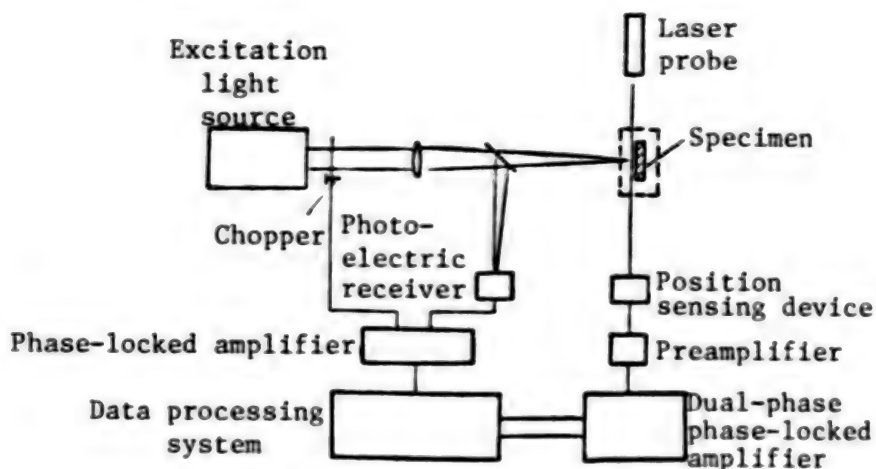 Excitation
light
source
Laser
probe
Specimen
Chopper
Photo-
electric
receiver
Position
sensing device
Phase-locked amplifier
Preamplifier
Data processing
system
Dual-phase
phase-locked
amplifier